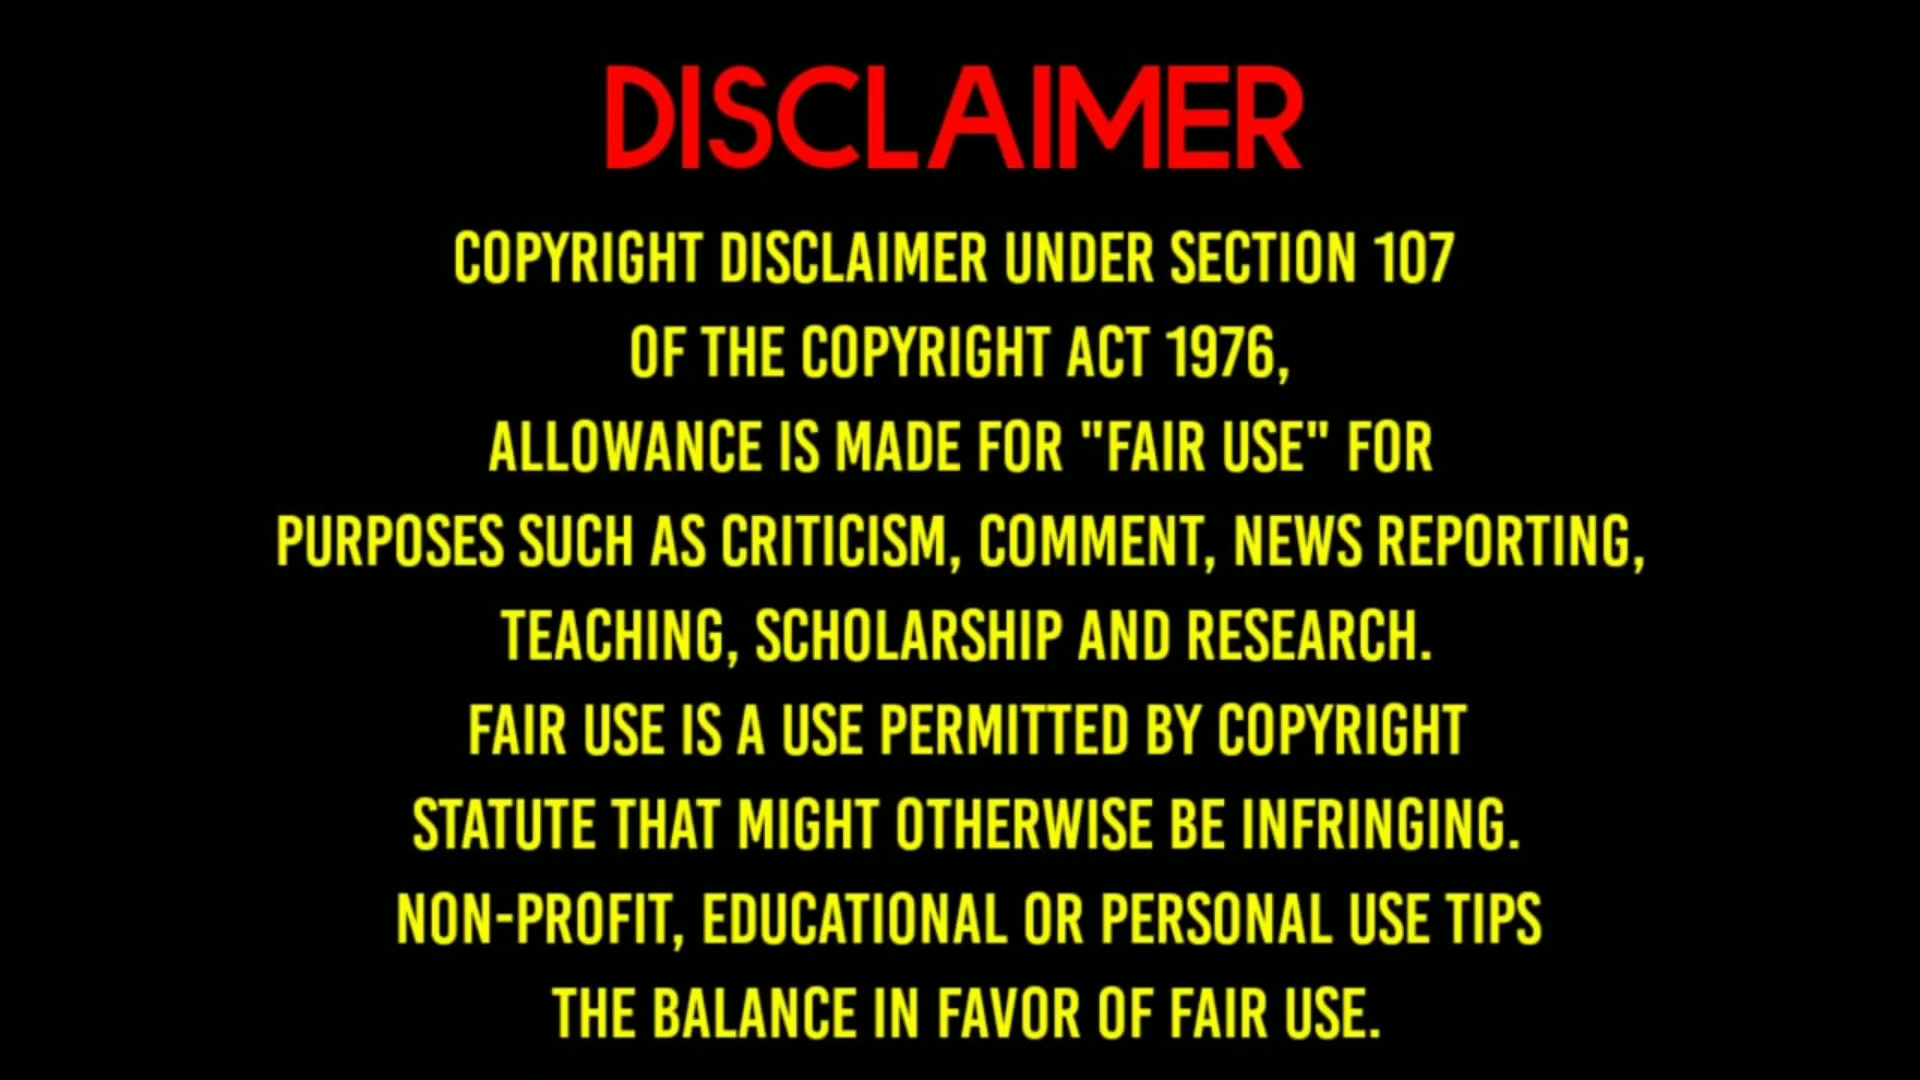 DISCLAIMER
COPYRIGHT DISCLAIMER UNDER SECTION 107
OF THE COPYRIGHT ACT 1976,
ALLOWANCE IS MADE FOR "FAIR USE" FOR
PURPOSES SUCH AS CRITICISM, COMMENT, NEWS REPORTING,
TEACHING, SCHOLARSHIP AND RESEARCH.
FAIR USE IS A USE PERMITTED BY COPYRIGHT
STATUTE THAT MIGHT OTHERWISE BE INFRINGING.
NON-PROFIT, EDUCATIONAL OR PERSONAL USE TIPS
THE BALANCE IN FAVOR OF FAIR USE.